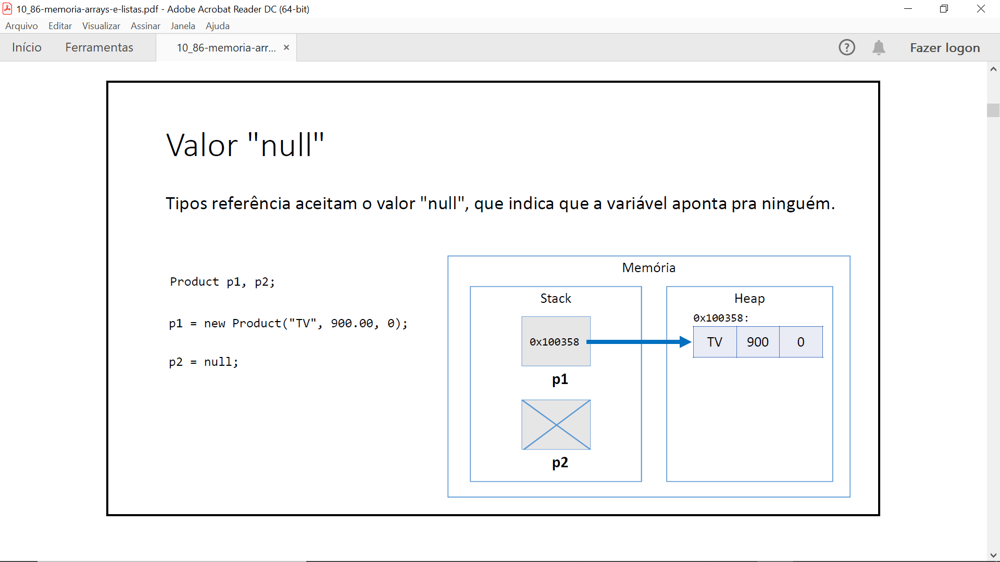 10_86-memoria-arrays-e-listas.pdf - Adobe Acrobat Reader DC (64-bit)
Arquivo Editar Visualizar Assinar Janela Ajuda
Início Ferramentas 10_86-memoria-arr... × ? Fazer logon
Valor "null"
Tipos referência aceitam o valor "null", que indica que a variável aponta pra ninguém.
Product p1, p2;
p1 = new Product("TV", 900.00, 0);
p2 = null;
Memória
Stack
0x100358
p1
p2
Heap
0x100358:
TV 900 0